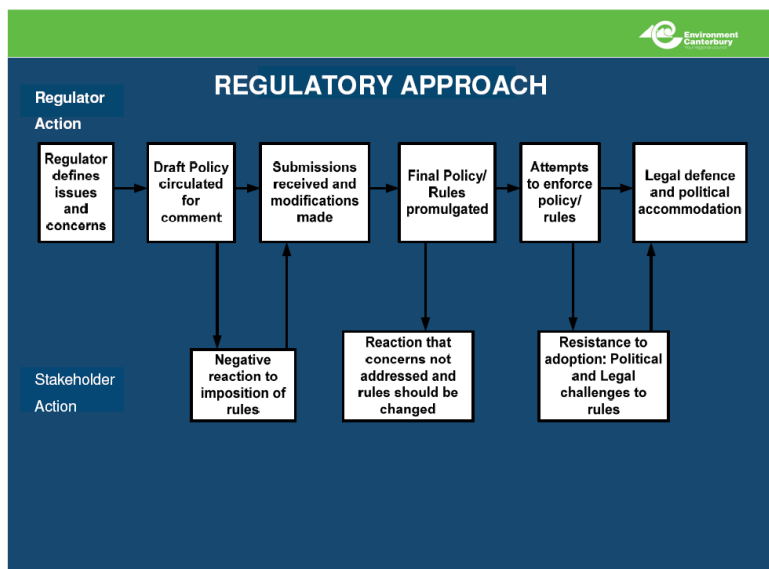 Environment
Canterbury
Your regional council
REGULATORY APPROACH
Regulator
Action
Regulator
defines
issues
and
concerns
Draft Policy
circulated
for
comment
Submissions
received and
modifications
made
Final Policy/
Rules
promulgated
Attempts
to enforce
policy/
rules
Legal defence
and political
accommodation
Stakeholder
Action
Negative
reaction to
imposition of
rules
Reaction that
concerns not
addressed and
rules should be
changed
Resistance to
adoption: Political
and Legal
challenges to
rules